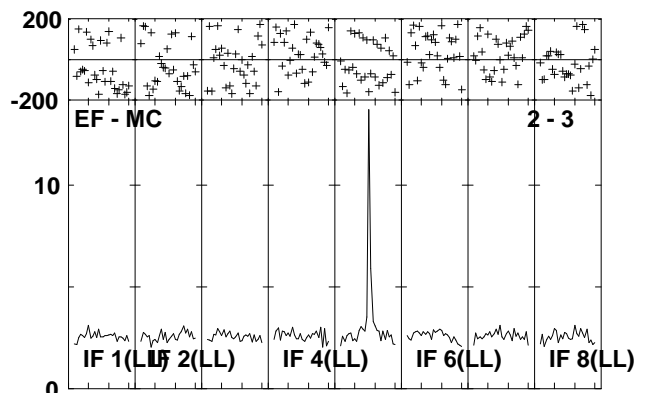 200
-200
EF - MC 2 - 3
10
IF 1(LL) IF 2(LL) IF 4(LL) IF 6(LL) IF 8(LL)
0